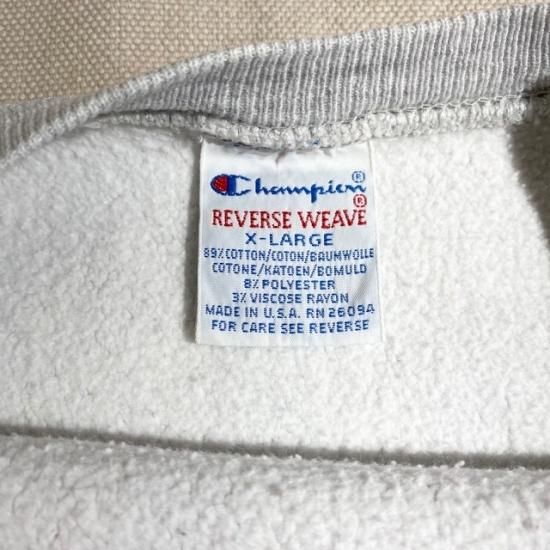 Champion®
REVERSE WEAVE®
X-LARGE
89% COTTON/COTON/BAUMWOLLE
COTONE/KATOEN/BOMULD
8% POLYESTER
3% VISCOSE RAYON
MADE IN U.S.A. RN 26094
FOR CARE SEE REVERSE